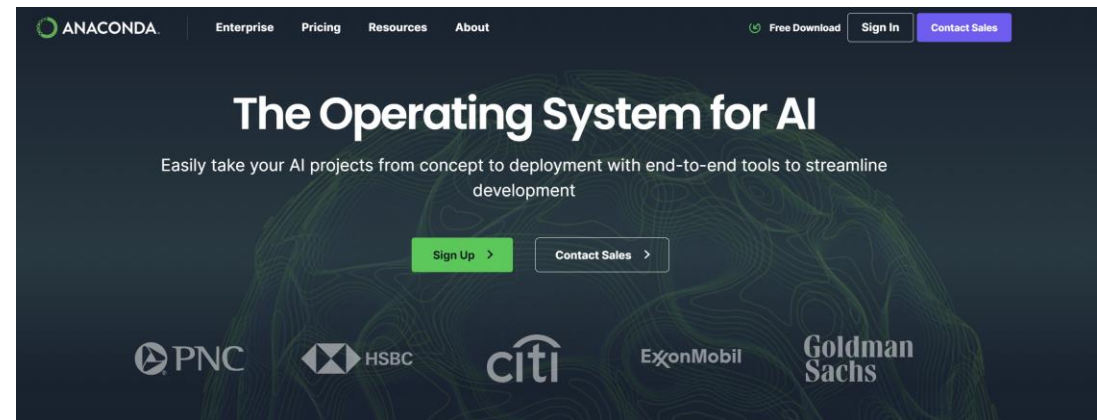 ANACONDA.
Enterprise Pricing Resources About
Free Download Sign In Contact Sales
The Operating System for AI
Easily take your AI projects from concept to deployment with end-to-end tools to streamline
development
Sign Up Contact Sales
PNC HSBC citi ExxonMobil Goldman
Sachs